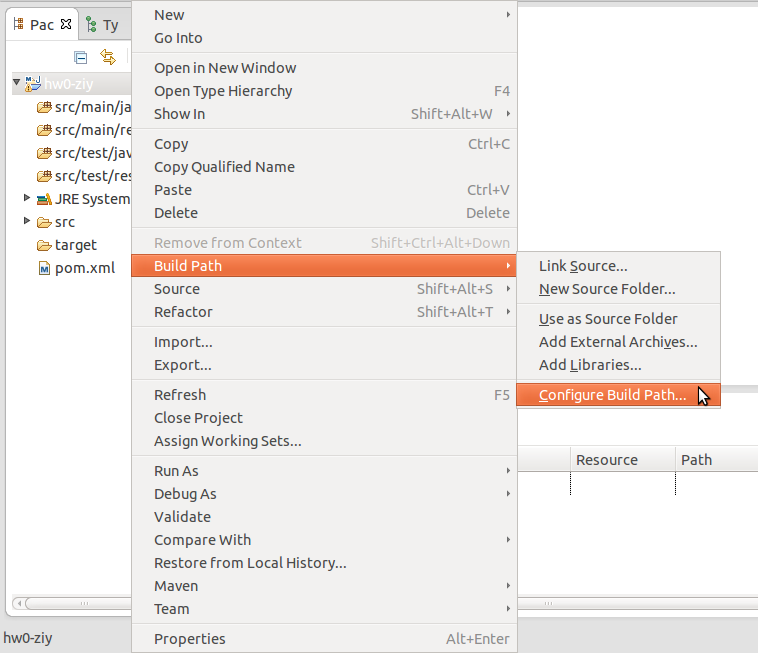 Pac
Ty
hw0-ziy
src/main/ja
src/main/re
src/test/jav
src/test/res
JRE System
src
target
pom.xml
hw0-ziy
New
Go Into
Open in New Window
Open Type Hierarchy F4
Show In Shift+Alt+W
Copy Ctrl+C
Copy Qualified Name
Paste Ctrl+V
Delete Delete
Remove from Context Shift+Ctrl+Alt+Down
Build Path
Source Shift+Alt+S
Refactor Shift+Alt+T
Import...
Export...
Refresh F5
Close Project
Assign Working Sets...
Run As
Debug As
Validate
Compare With
Restore from Local History...
Maven
Team
Properties Alt+Enter
Link Source...
New Source Folder...
Use as Source Folder
Add External Archives...
Add Libraries...
Configure Build Path...
Resource Path